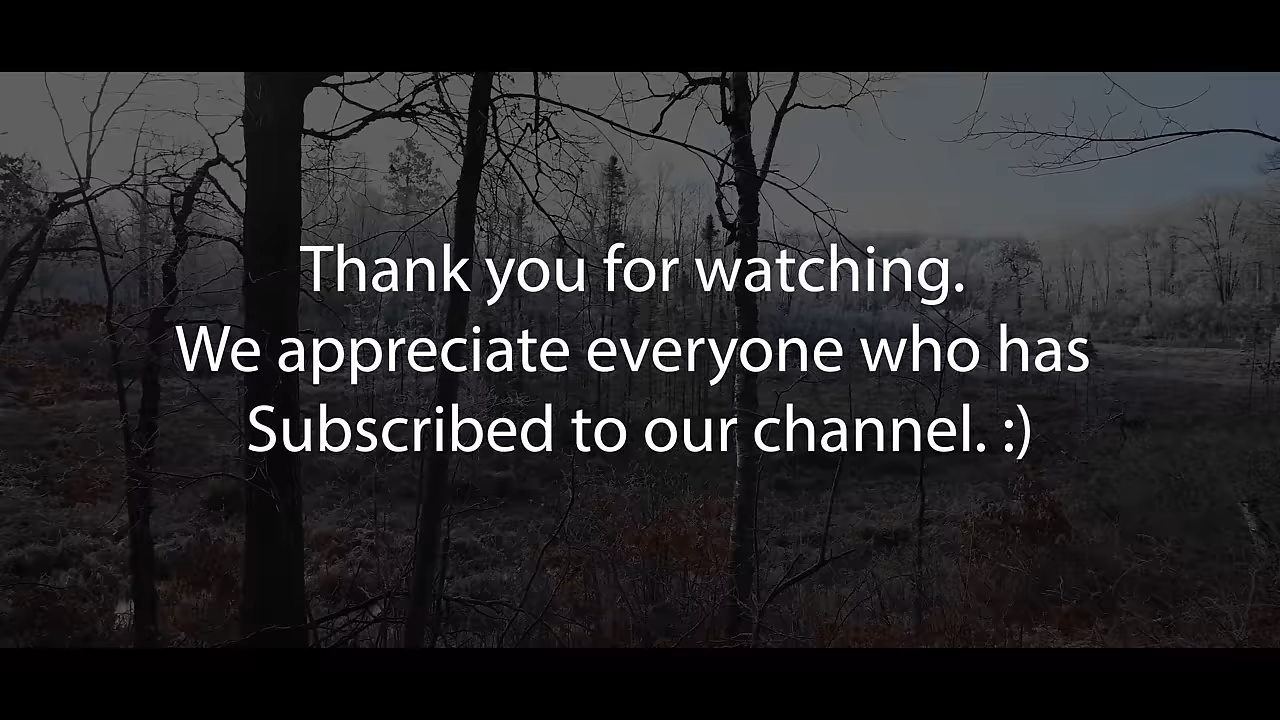 Thank you for watching.
We appreciate everyone who has
Subscribed to our channel. :)